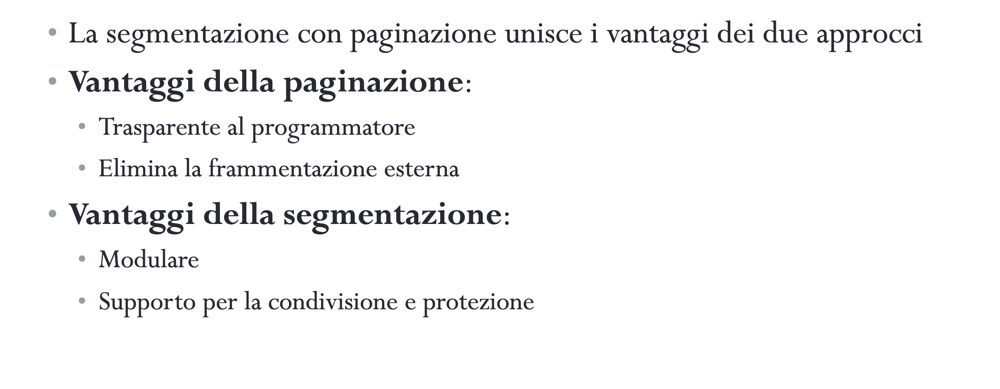 • La segmentazione con paginazione unisce i vantaggi dei due approcci
• Vantaggi della paginazione:
• Trasparente al programmatore
• Elimina la frammentazione esterna
• Vantaggi della segmentazione:
• Modulare
• Supporto per la condivisione e protezione